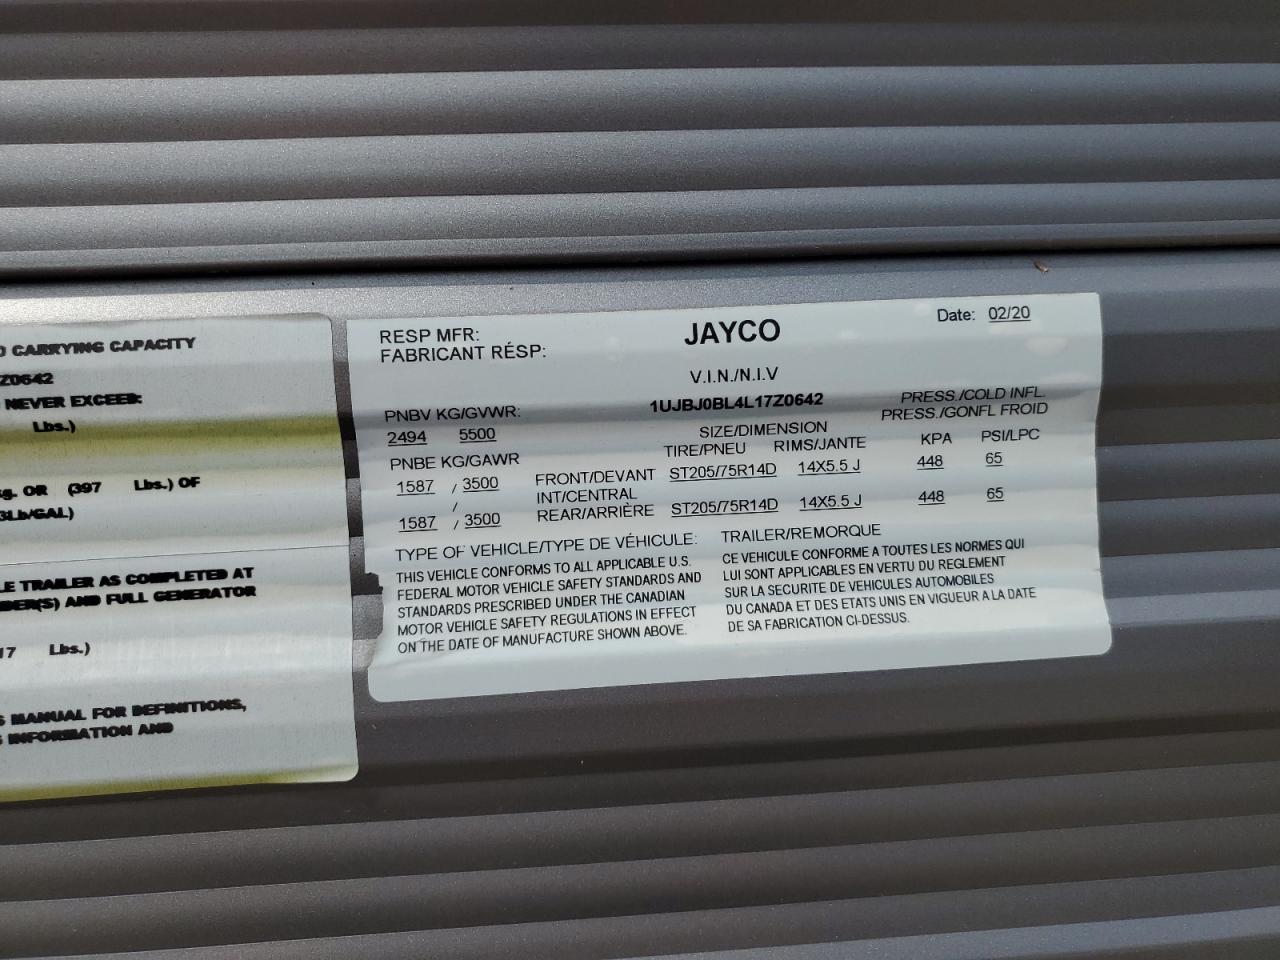 CARRYING CAPACITY
Z0642
NEVER EXCEED:
Lbs.)
OR (397 Lbs.) OF
Lb/GAL)
LE TRAILER AS COMPLETED AT
BER(S) AND FULL GENERATOR
17 Lbs.)
S MANUAL FOR DEFINITIONS,
S INFORMATION AND
RESP MFR:
FABRICANT RÉSP:
JAYCO
Date: 02/20
V.I.N./N.I.V
1UJBJ0BL4L17Z0642
PNBV KG/GVWR:
2494 5500
PRESS./COLD INFL.
PRESS./GONFL FROID
SIZE/DIMENSION
TIRE/PNEU RIMS/JANTE KPA PSI/LPC
PNBE KG/GAWR
1587 / 3500 FRONT/DEVANT ST205/75R14D 14X5.5 J 448 65
/ INT/CENTRAL
1587 / 3500 REAR/ARRIÈRE ST205/75R14D 14X5.5 J 448 65
TYPE OF VEHICLE/TYPE DE VÉHICULE: TRAILER/REMORQUE
THIS VEHICLE CONFORMS TO ALL APPLICABLE U.S.
FEDERAL MOTOR VEHICLE SAFETY STANDARDS AND
STANDARDS PRESCRIBED UNDER THE CANADIAN
MOTOR VEHICLE SAFETY REGULATIONS IN EFFECT
ON THE DATE OF MANUFACTURE SHOWN ABOVE.
CE VEHICULE CONFORME A TOUTES LES NORMES QUI
LUI SONT APPLICABLES EN VERTU DU REGLEMENT
SUR LA SECURITE DE VEHICULES AUTOMOBILES
DU CANADA ET DES ETATS UNIS EN VIGUEUR A LA DATE
DE SA FABRICATION CI-DESSUS.